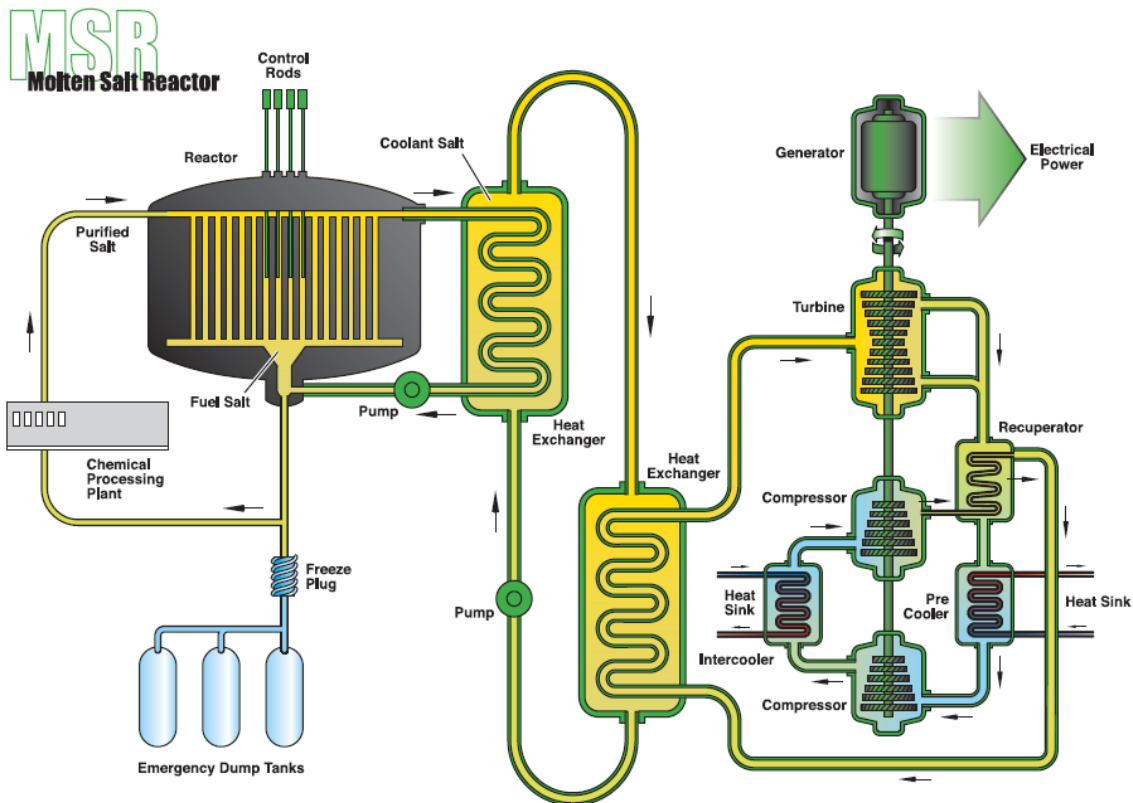 MSR
Molten Salt Reactor
Control
Rods
Reactor
Coolant Salt
Generator
Electrical
Power
Purified
Salt
Turbine
Fuel Salt
Pump
Heat
Exchanger
Chemical
Processing
Plant
Heat
Exchanger
Recuperator
Compressor
Freeze
Plug
Pump
Heat
Sink
Pre
Cooler
Heat Sink
Intercooler
Compressor
Emergency Dump Tanks